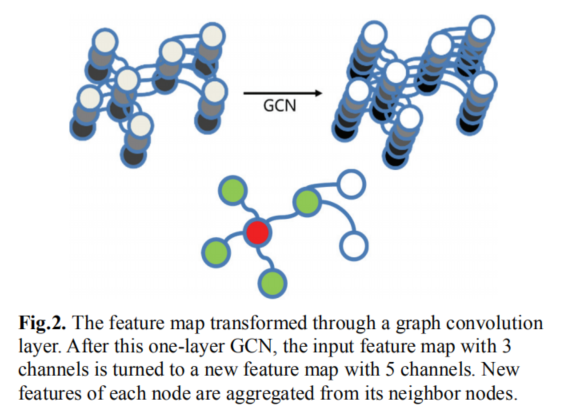 GCN
Fig.2. The feature map transformed through a graph convolution
layer. After this one-layer GCN, the input feature map with 3
channels is turned to a new feature map with 5 channels. New
features of each node are aggregated from its neighbor nodes.